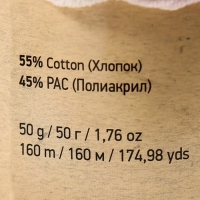 55% Cotton (Хлопок)
45% PAC (Полиакрил)
50 g / 50 г / 1,76 oz
160 m / 160 м / 174,98 yds